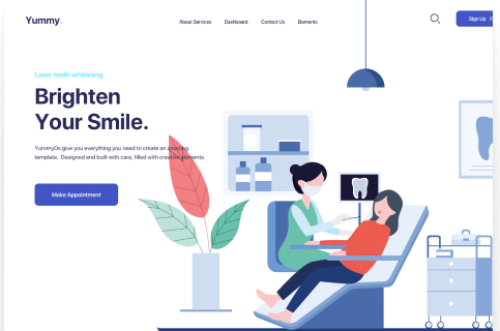 Yummy.
About Services
Dashboard
Contact Us
Elements
Sign Up
Laser teeth whitening
Brighten
Your Smile.
YummyDs give you everything you need to create an amazing
template. Designed and built with care, filled with creative elements.
Make Appointment